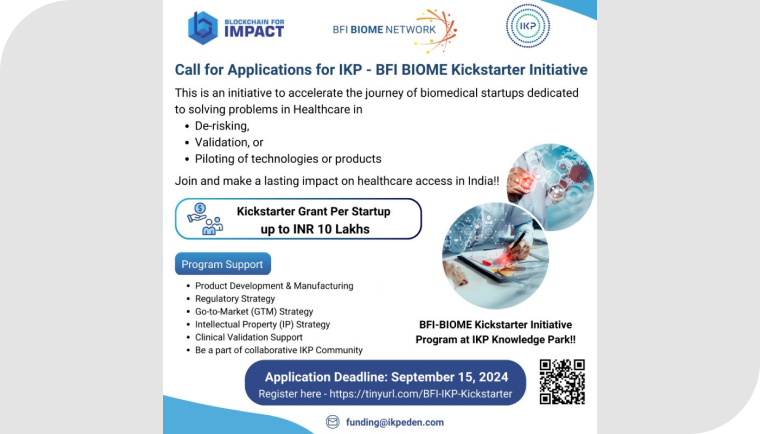 BLOCKCHAIN FOR
IMPACT
BFI BIOME NETWORK
IKP
Call for Applications for IKP - BFI BIOME Kickstarter Initiative
This is an initiative to accelerate the journey of biomedical startups dedicated
to solving problems in Healthcare in
• De-risking,
• Validation, or
• Piloting of technologies or products
Join and make a lasting impact on healthcare access in India!!
Kickstarter Grant Per Startup
up to INR 10 Lakhs
Program Support
• Product Development & Manufacturing
• Regulatory Strategy
• Go-to-Market (GTM) Strategy
• Intellectual Property (IP) Strategy
• Clinical Validation Support
• Be a part of collaborative IKP Community
BFI-BIOME Kickstarter Initiative
Program at IKP Knowledge Park!!
Application Deadline: September 15, 2024
Register here - https://tinyurl.com/BFI-IKP-Kickstarter
funding@ikpeden.com